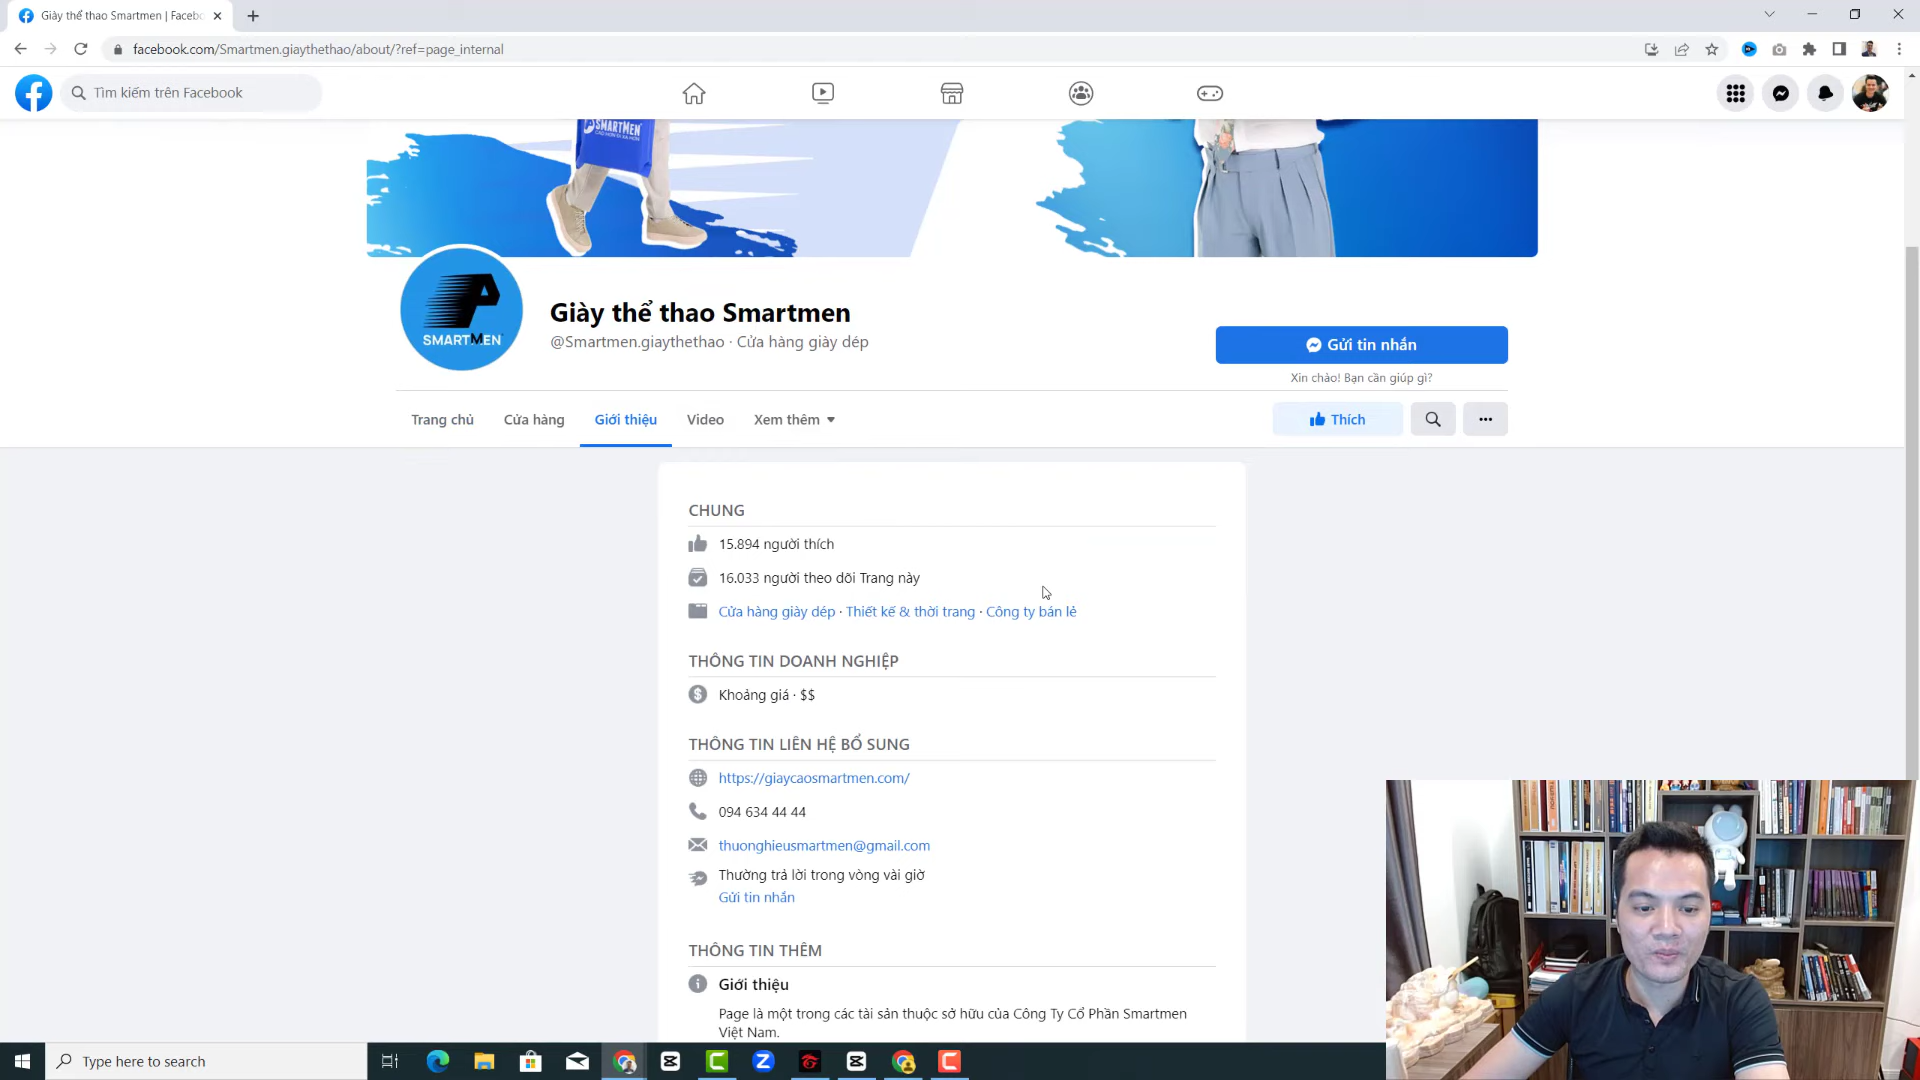 Giày thể thao Smartmen | Facebo
facebook.com/Smartmen.giaythethao/about/?ref=page_internal
Tìm kiếm trên Facebook
SMARTMEN
SMARTMEN
Giày thể thao Smartmen
@Smartmen.giaythethao · Cửa hàng giày dép
Gửi tin nhắn
Xin chào! Bạn cần giúp gì?
Trang chủ
Cửa hàng
Giới thiệu
Video
Xem thêm
Thích
CHUNG
15.894 người thích
16.033 người theo dõi Trang này
Cửa hàng giày dép · Thiết kế & thời trang · Công ty bán lẻ
THÔNG TIN DOANH NGHIỆP
Khoảng giá · $$
THÔNG TIN LIÊN HỆ BỔ SUNG
https://giaycaosmartmen.com/
094 634 44 44
thuonghieusmartmen@gmail.com
Thường trả lời trong vòng vài giờ
Gửi tin nhắn
THÔNG TIN THÊM
Giới thiệu
Page là một trong các tài sản thuộc sở hữu của Công Ty Cổ Phần Smartmen
Việt Nam.
Type here to search